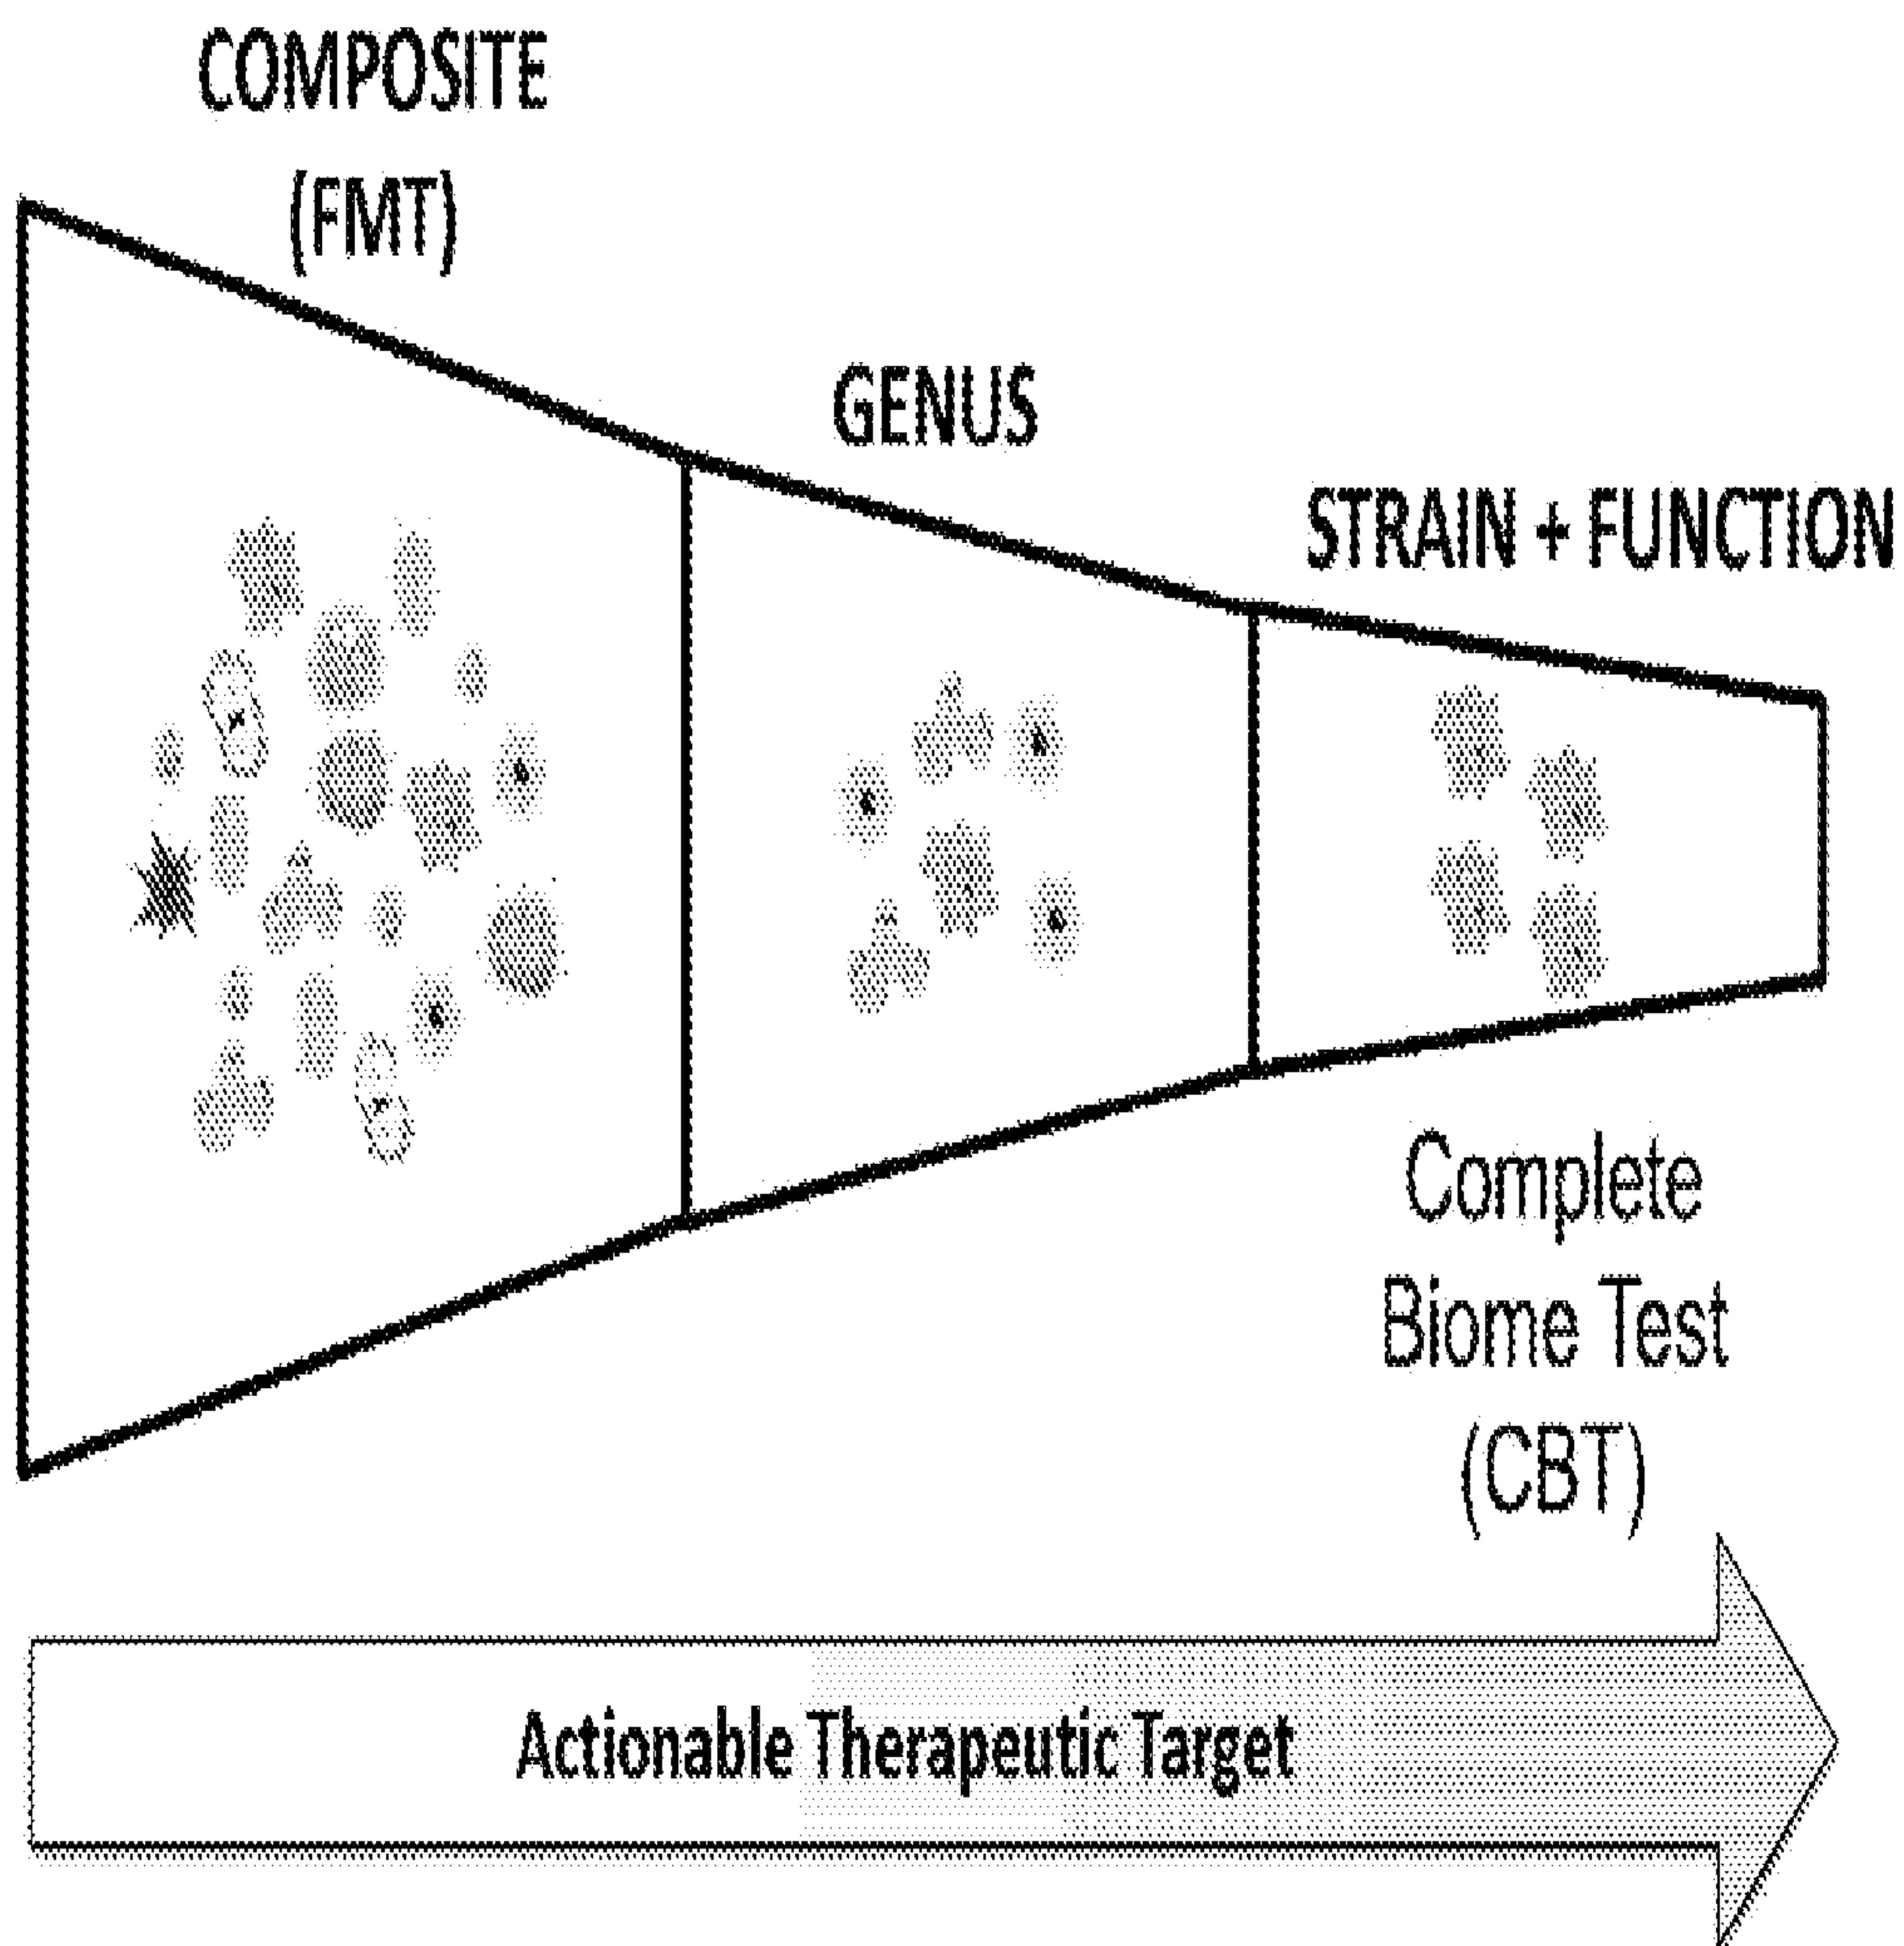 COMPOSITE
(FMT)
GENUS
STRAIN + FUNCTION
Complete
Biome Test
(CBT)
Actionable Therapeutic Target